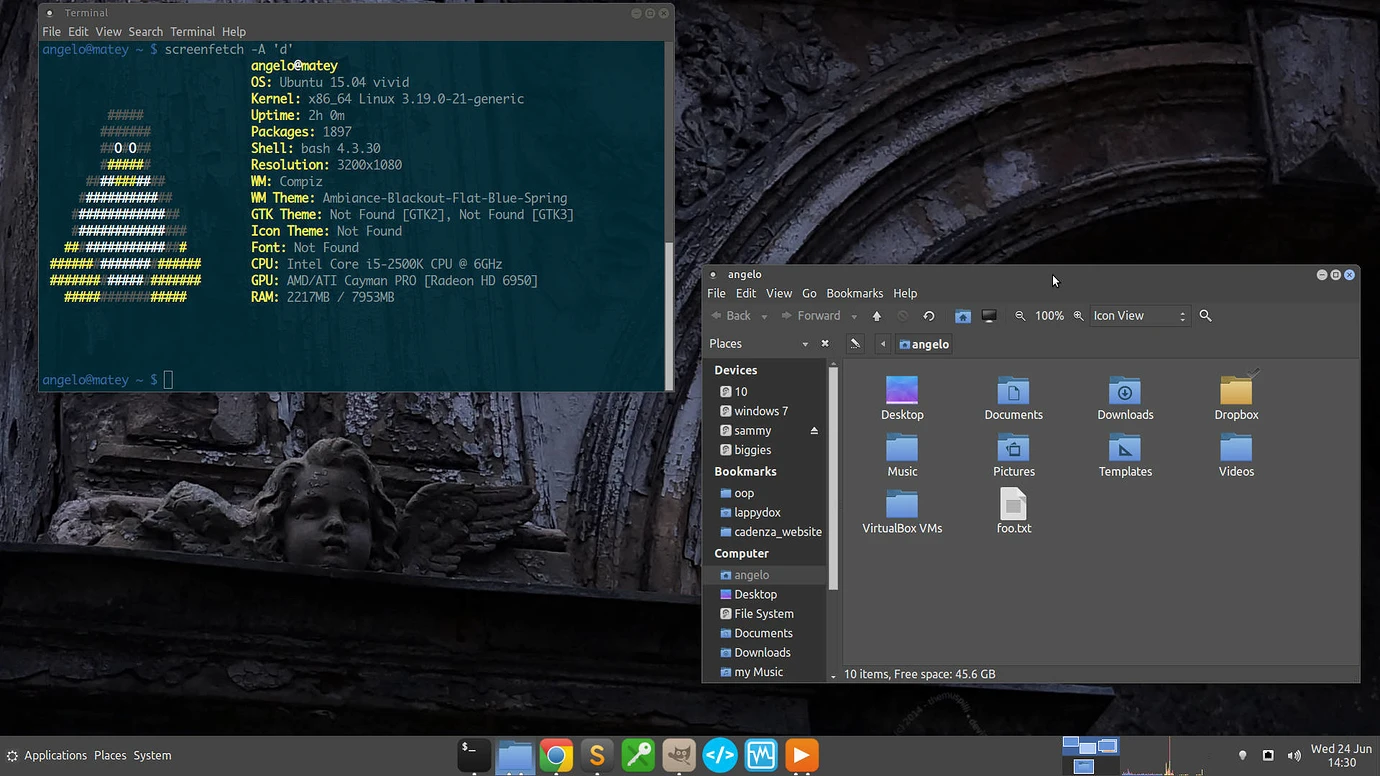 Terminal
File Edit View Search Terminal Help
angelo@matey ~ $ screenfetch -A 'd'
angelo@matey
OS: Ubuntu 15.04 vivid
Kernel: x86_64 Linux 3.19.0-21-generic
Uptime: 2h 0m
Packages: 1897
Shell: bash 4.3.30
Resolution: 3200x1080
WM: Compiz
WM Theme: Ambiance-Blackout-Flat-Blue-Spring
GTK Theme: Not Found [GTK2], Not Found [GTK3]
Icon Theme: Not Found
Font: Not Found
CPU: Intel Core i5-2500K CPU @ 6GHz
GPU: AMD/ATI Cayman PRO [Radeon HD 6950]
RAM: 2217MB / 7953MB
angelo@matey ~ $
angelo
File Edit View Go Bookmarks Help
Back Forward 100% Icon View
Places
angelo
Devices
10
windows 7
sammy
biggies
Bookmarks
oop
lappydox
cadenza_website
Computer
angelo
Desktop
File System
Documents
Downloads
my Music
Desktop Documents Downloads Dropbox
Music Pictures Templates Videos
VirtualBox VMs foo.txt
10 items, Free space: 45.6 GB
Applications Places System
Wed 24 Jun
14:30